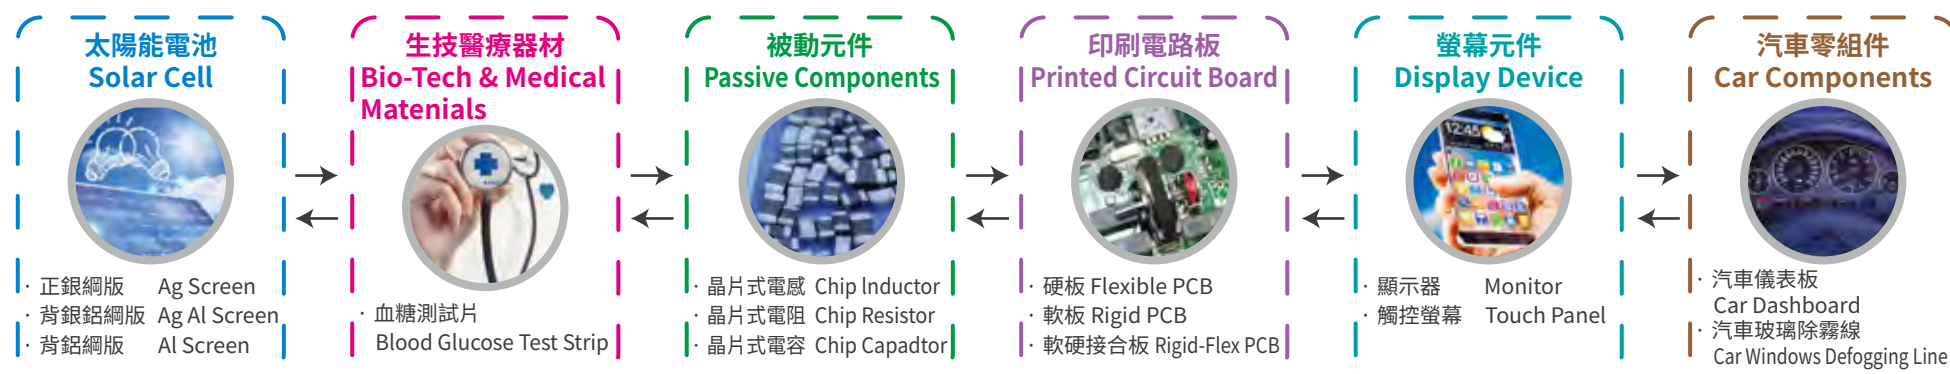 太陽能電池
Solar Cell
· 正銀網版 Ag Screen
· 背銀鋁網版 Ag Al Screen
· 背鋁網版 Al Screen
生技醫療器材
Bio-Tech & Medical
Matenials
· 血糖測試片
Blood Glucose Test Strip
被動元件
Passive Components
· 晶片式電感 Chip lnductor
· 晶片式電阻 Chip Resistor
· 晶片式電容 Chip Capadtor
印刷電路板
Printed Circuit Board
· 硬板 Flexible PCB
· 軟板 Rigid PCB
· 軟硬接合板 Rigid-Flex PCB
螢幕元件
Display Device
12:45
· 顯示器 Monitor
· 觸控螢幕 Touch Panel
汽車零組件
Car Components
· 汽車儀表板
Car Dashboard
· 汽車玻璃除霧線
Car Windows Defogging Line